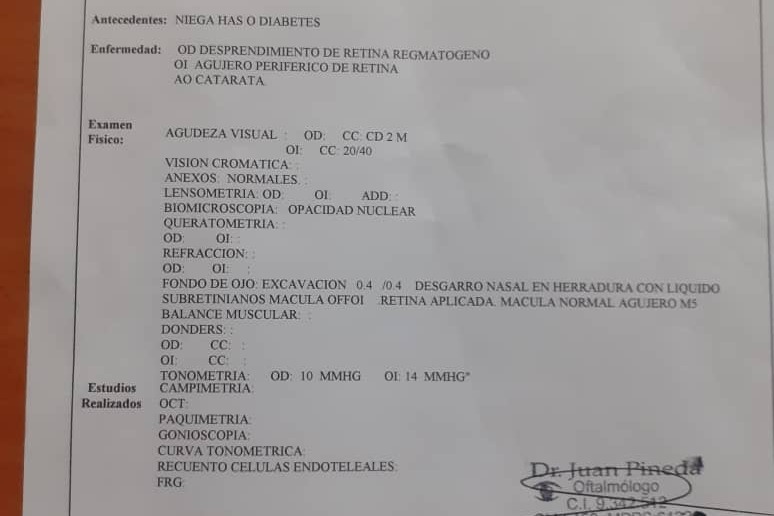 Antecedentes: NIEGA HAS O DIABETES
Enfermedad: OD DESPRENDIMIENTO DE RETINA REGMATOGENO
OI AGUJERO PERIFERICO DE RETINA
AO CATARATA.
Examen
Físico:
AGUDEZA VISUAL : OD: CC: CD 2 M
OI: CC: 20/40
VISION CROMATICA: :
ANEXOS: NORMALES. :
LENSOMETRIA: OD: OI: ADD: :
BIOMICROSCOPIA: OPACIDAD NUCLEAR
QUERATOMETRIA: :
OD: OI: :
REFRACCION: :
OD: OI: :
FONDO DE OJO: EXCAVACION 0.4 /0.4 DESGARRO NASAL EN HERRADURA CON LIQUIDO
SUBRETINIANOS MACULA OFFOI .RETINA APLICADA. MACULA NORMAL AGUJERO M5
BALANCE MUSCULAR: :
DONDERS: :
OD: CC: :
OI: CC: :
TONOMETRIA: OD: 10 MMHG OI: 14 MMHG"
Estudios
Realizados
CAMPIMETRIA:
OCT:
PAQUIMETRIA:
GONIOSCOPIA:
CURVA TONOMETRICA:
RECUENTO CELULAS ENDOTELEALES:
FRG:
Dr. Juan Pineda
Oftalmólogo
C.I. 9.342.512